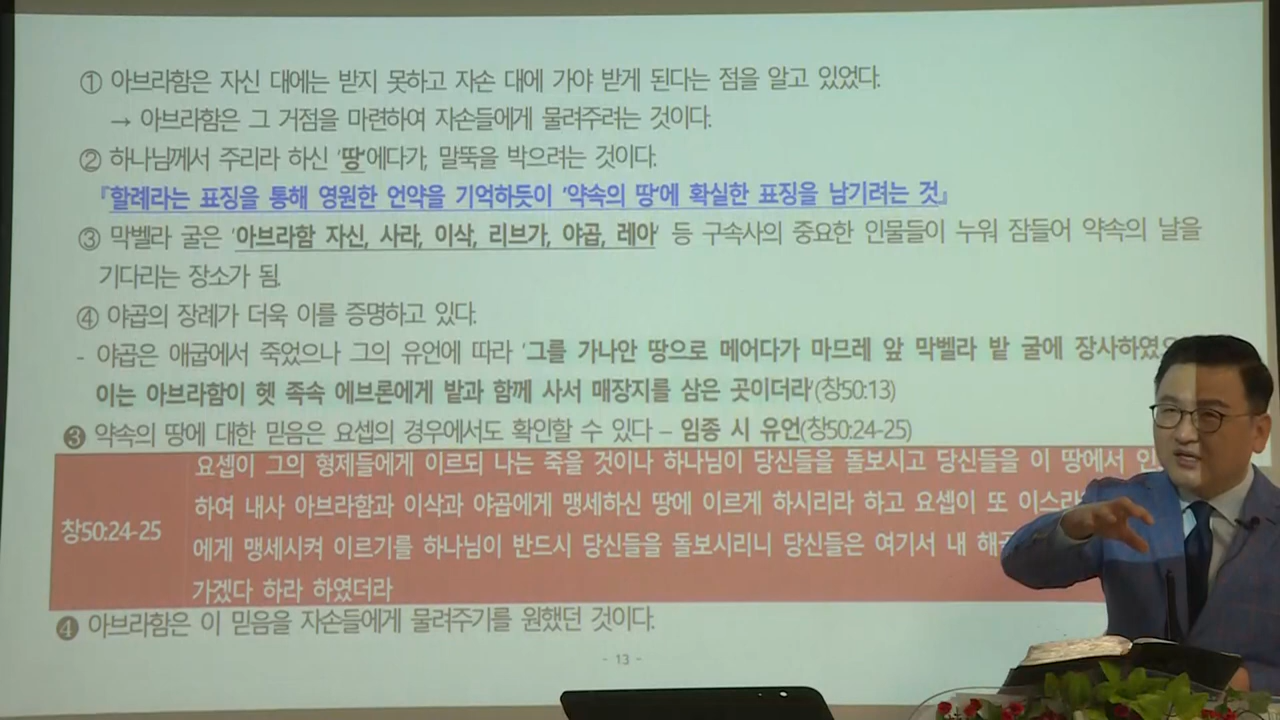 ① 아브라함은 자신 대에는 받지 못하고 자손 대에 가야 받게 된다는 점을 알고 있었다.
→ 아브라함은 그 거점을 마련하여 자손들에게 물려주려는 것이다.
② 하나님께서 주리라 하신 '땅'에다가, 말뚝을 박으려는 것이다.
『할례라는 표징을 통해 영원한 언약을 기억하듯이 '약속의 땅'에 확실한 표징을 남기려는 것』
③ 막벨라 굴은 '아브라함 자신, 사라, 이삭, 리브가, 야곱, 레아' 등 구속사의 중요한 인물들이 누워 잠들어 약속의 날을
기다리는 장소가 됨.
④ 야곱의 장례가 더욱 이를 증명하고 있다.
- 야곱은 애굽에서 죽었으나 그의 유언에 따라 '그를 가나안 땅으로 메어다가 마므레 앞 막벨라 밭 굴에 장사하였
이는 아브라함이 헷 족속 에브론에게 밭과 함께 사서 매장지를 삼은 곳이더라'(창50:13)
❸ 약속의 땅에 대한 믿음은 요셉의 경우에서도 확인할 수 있다 – 임종 시 유언(창50:24-25)
요셉이 그의 형제들에게 이르되 나는 죽을 것이나 하나님이 당신들을 돌보시고 당신들을 이 땅에서
하여 내사 아브라함과 이삭과 야곱에게 맹세하신 땅에 이르게 하시리라 하고 요셉이 또
창50:24-25
에게 맹세시켜 이르기를 하나님이 반드시 당신들을 돌보시리니 당신들은 여기서 내
가겠다 하라 하였더라
❹ 아브라함은 이 믿음을 자손들에게 물려주기를 원했던 것이다.
- 13 -